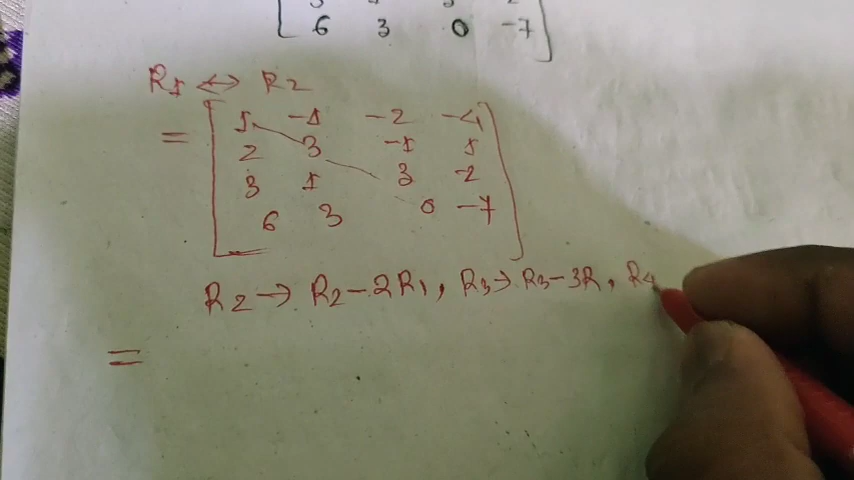 6 3 0 -7
R1 ↔ R2
= 1 -1 -2 -4
2 3 -1 1
3 1 3 -2
6 3 0 -7
R2 → R2 - 2R1, R3 → R3 - 3R, R4
=